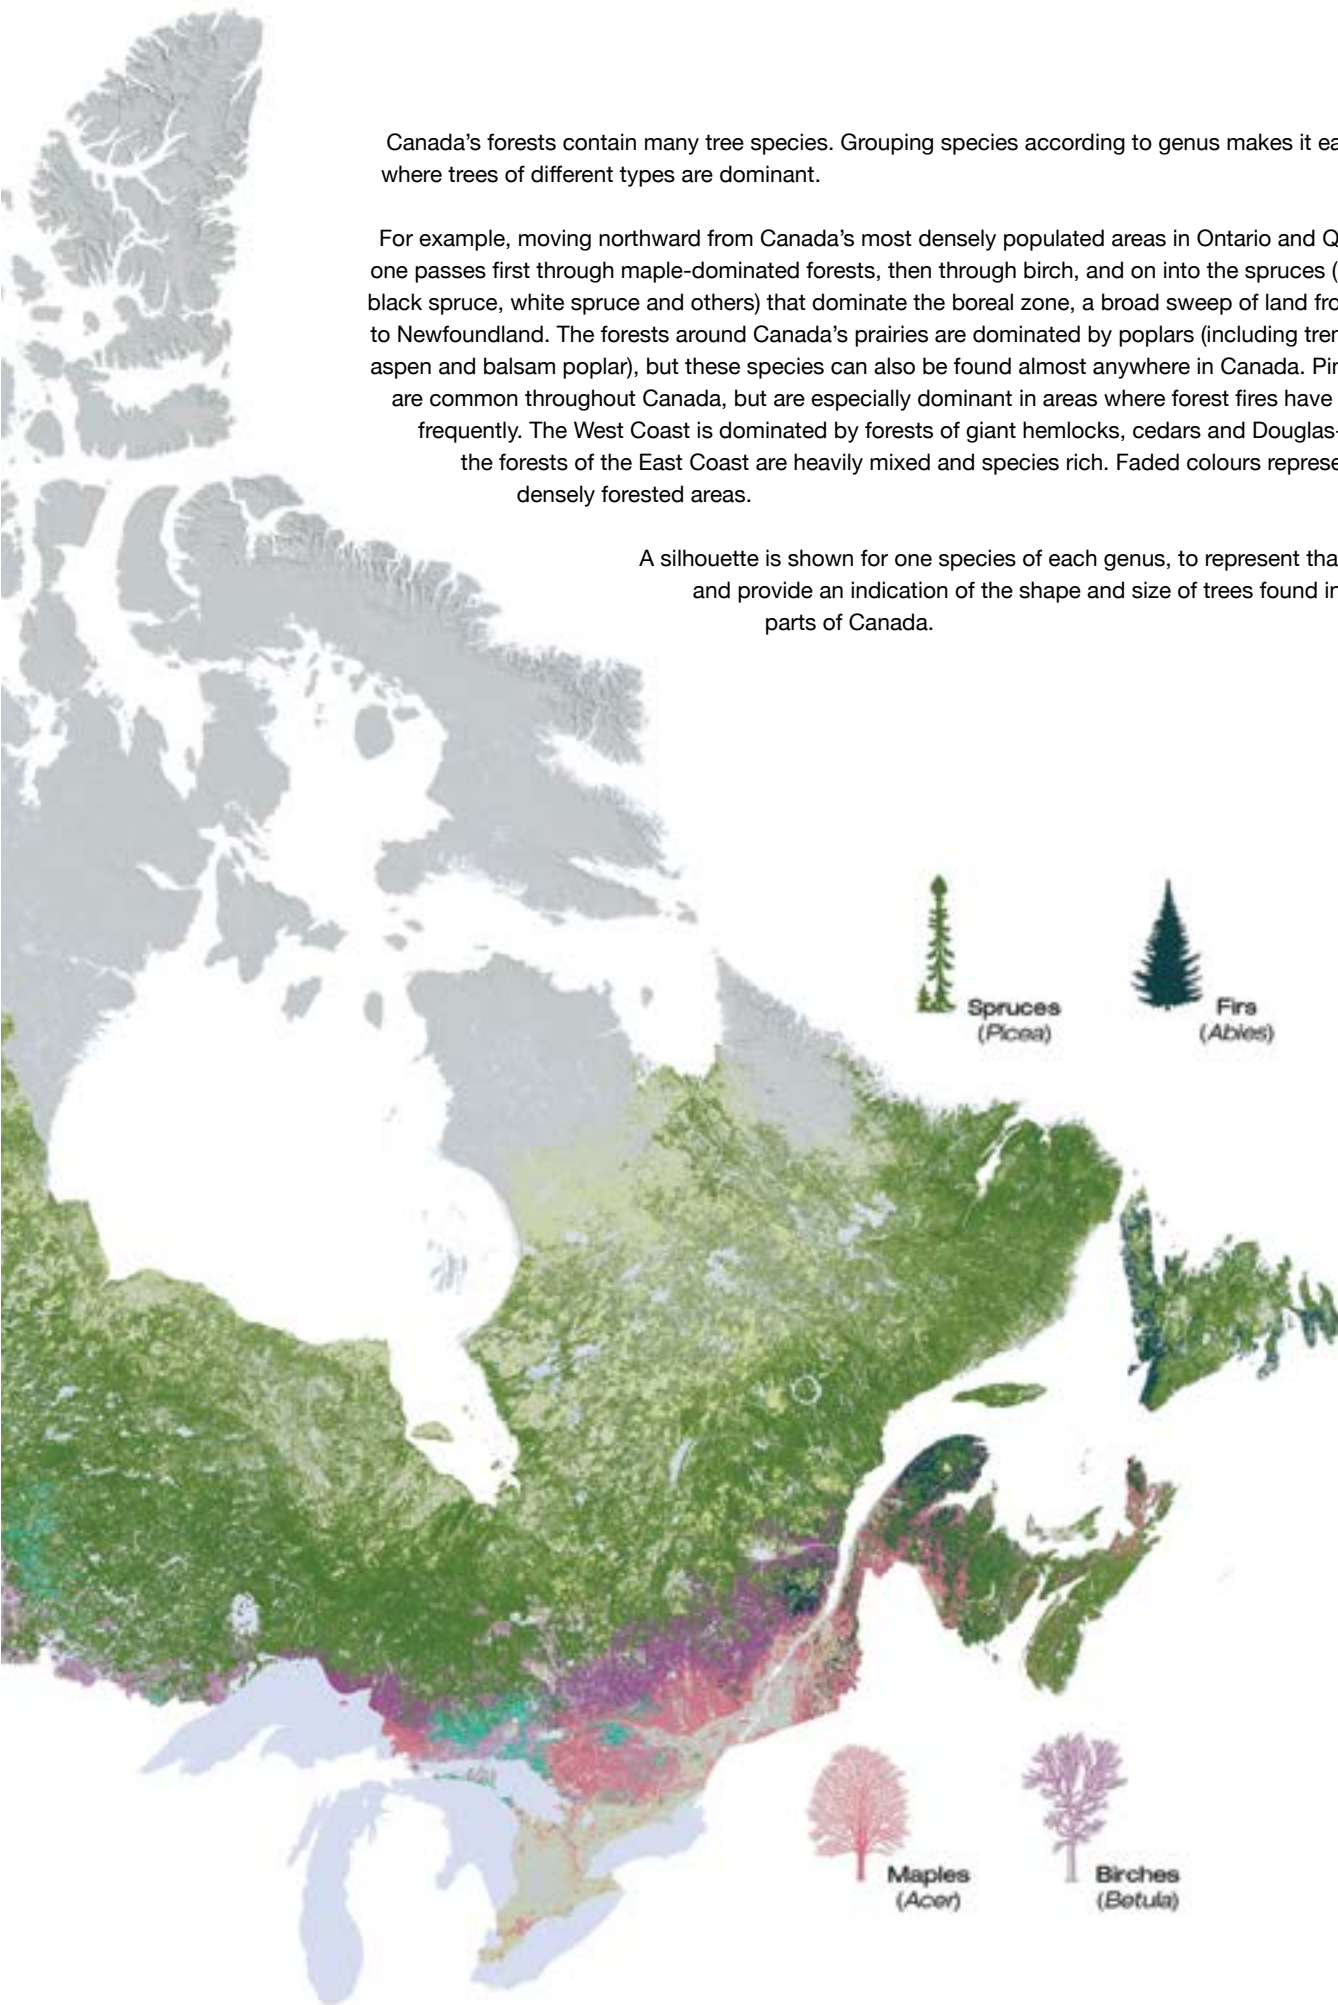 Canada’s forests contain many tree species. Grouping species according to genus makes it ea
where trees of different types are dominant.
For example, moving northward from Canada’s most densely populated areas in Ontario and Q
one passes first through maple-dominated forests, then through birch, and on into the spruces (
black spruce, white spruce and others) that dominate the boreal zone, a broad sweep of land fro
to Newfoundland. The forests around Canada’s prairies are dominated by poplars (including trem
aspen and balsam poplar), but these species can also be found almost anywhere in Canada. Pin
are common throughout Canada, but are especially dominant in areas where forest fires have
frequently. The West Coast is dominated by forests of giant hemlocks, cedars and Douglas-
the forests of the East Coast are heavily mixed and species rich. Faded colours represe
densely forested areas.
A silhouette is shown for one species of each genus, to represent tha
and provide an indication of the shape and size of trees found in
parts of Canada.
Spruces
(Picea)
Firs
(Abies)
Maples
(Acer)
Birches
(Betula)